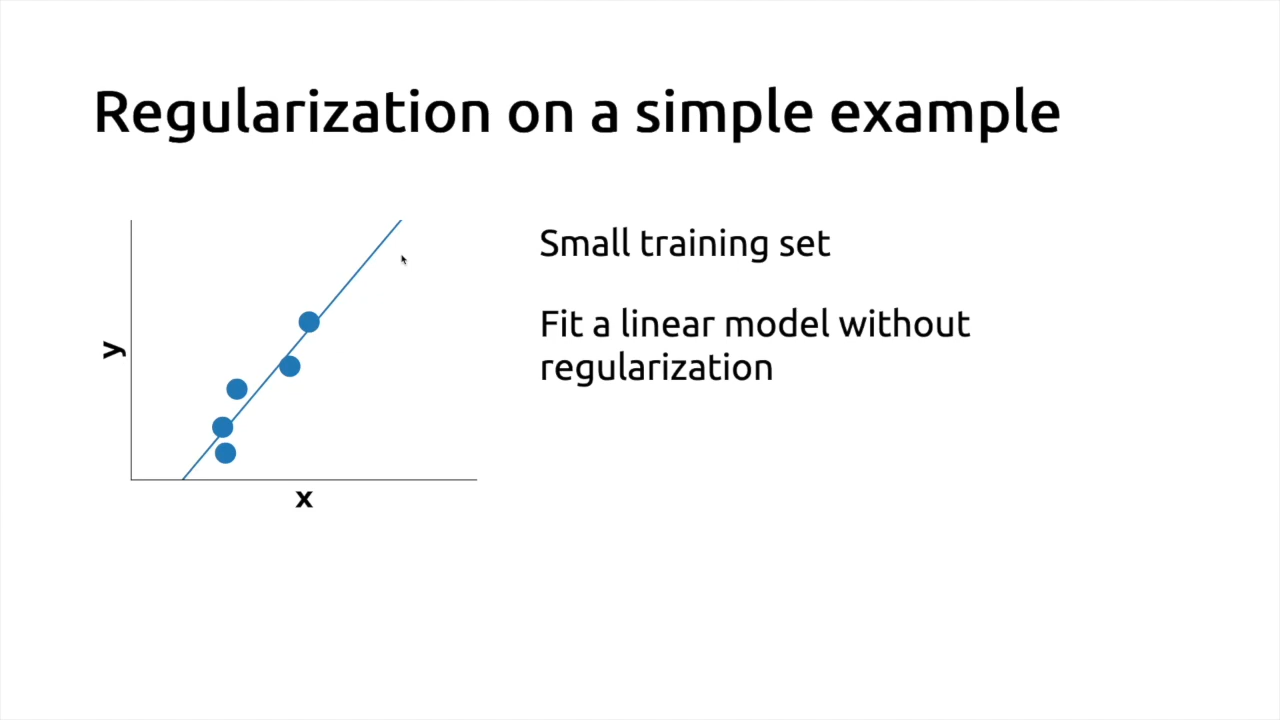 Regularization on a simple example
Small training set
Fit a linear model without
regularization
y
x